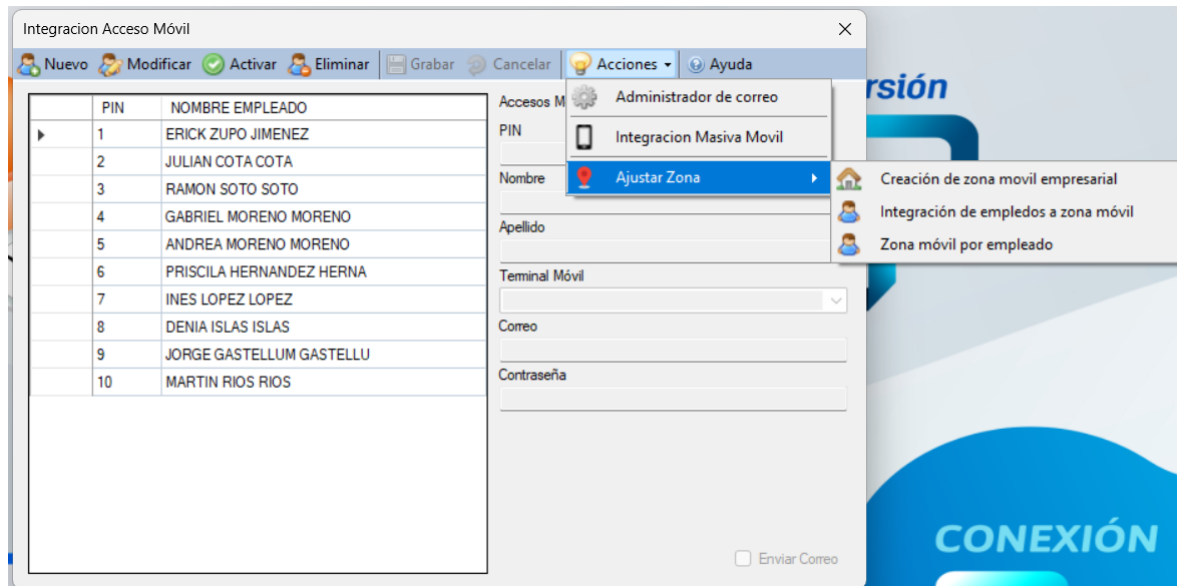 Integracion Acceso Móvil
Nuevo Modificar Activar Eliminar Grabar Cancelar Acciones Ayuda
rsión
PIN NOMBRE EMPLEADO
1 ERICK ZUPO JIMENEZ
2 JULIAN COTA COTA
3 RAMON SOTO SOTO
4 GABRIEL MORENO MORENO
5 ANDREA MORENO MORENO
6 PRISCILA HERNANDEZ HERNA
7 INES LOPEZ LOPEZ
8 DENIA ISLAS ISLAS
9 JORGE GASTELLUM GASTELLU
10 MARTIN RIOS RIOS
Accesos M
PIN
Nombre
Apellido
Terminal Móvil
Correo
Contraseña
Enviar Correo
Administrador de correo
Integracion Masiva Movil
Ajustar Zona
Creación de zona movil empresarial
Integración de empledos a zona móvil
Zona móvil por empleado
CONEXIÓN